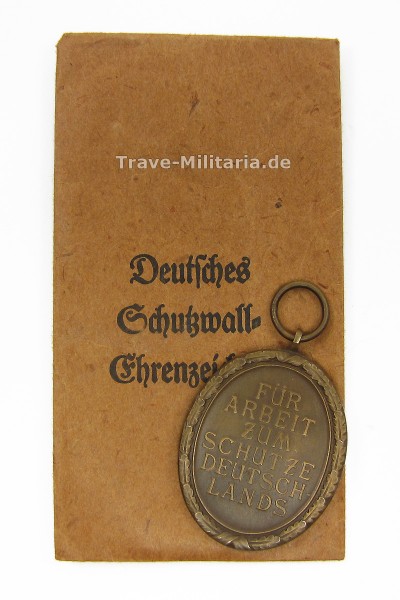 Trave-Militaria.de
Deutsches
Schutzwall-
FÜR
ARBEIT
ZUM
SCHUTZE
DEUTSCH-
LANDS